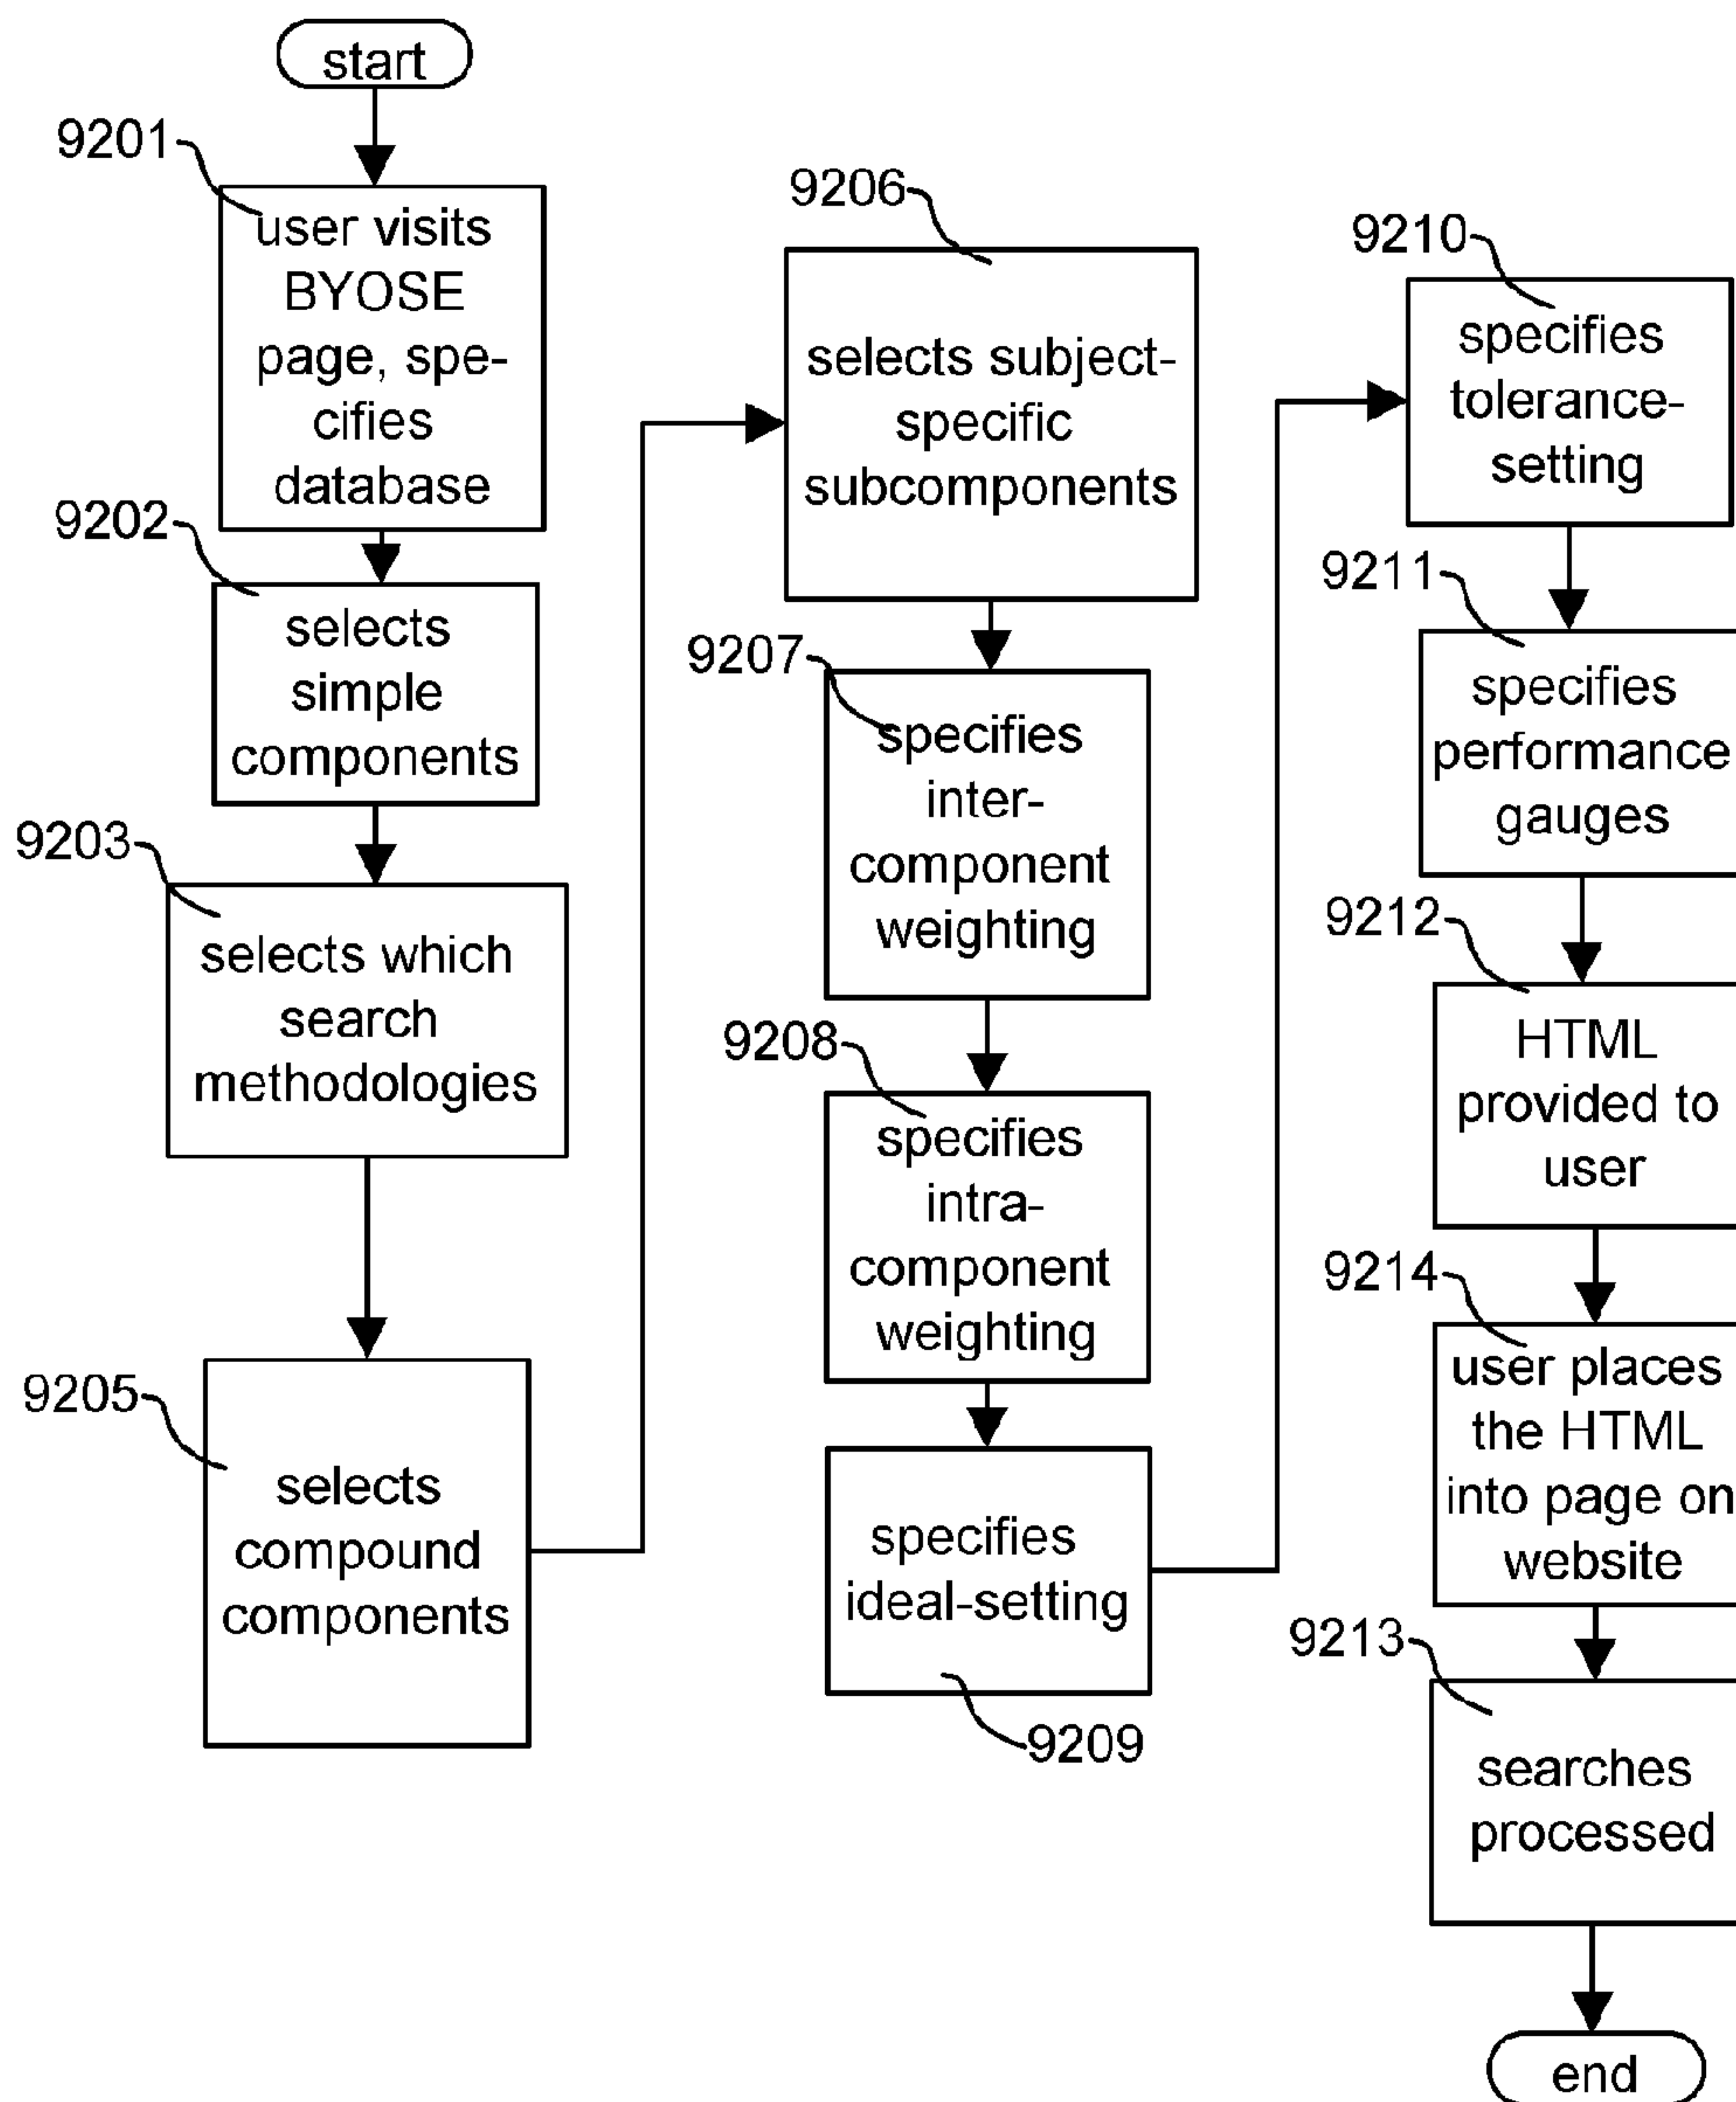 start
9201
user visits
BYOSE
page, spe-
cifies
database
9202
selects
simple
components
9203
selects which
search
methodologies
9205
selects
compound
components
9206
selects subject-
specific
subcomponents
9207
specifies
inter-
component
weighting
9208
specifies
intra-
component
weighting
specifies
ideal-setting
9209
9210
specifies
tolerance-
setting
9211
specifies
performance
gauges
9212
HTML
provided to
user
9214
user places
the HTML
into page on
website
9213
searches
processed
end